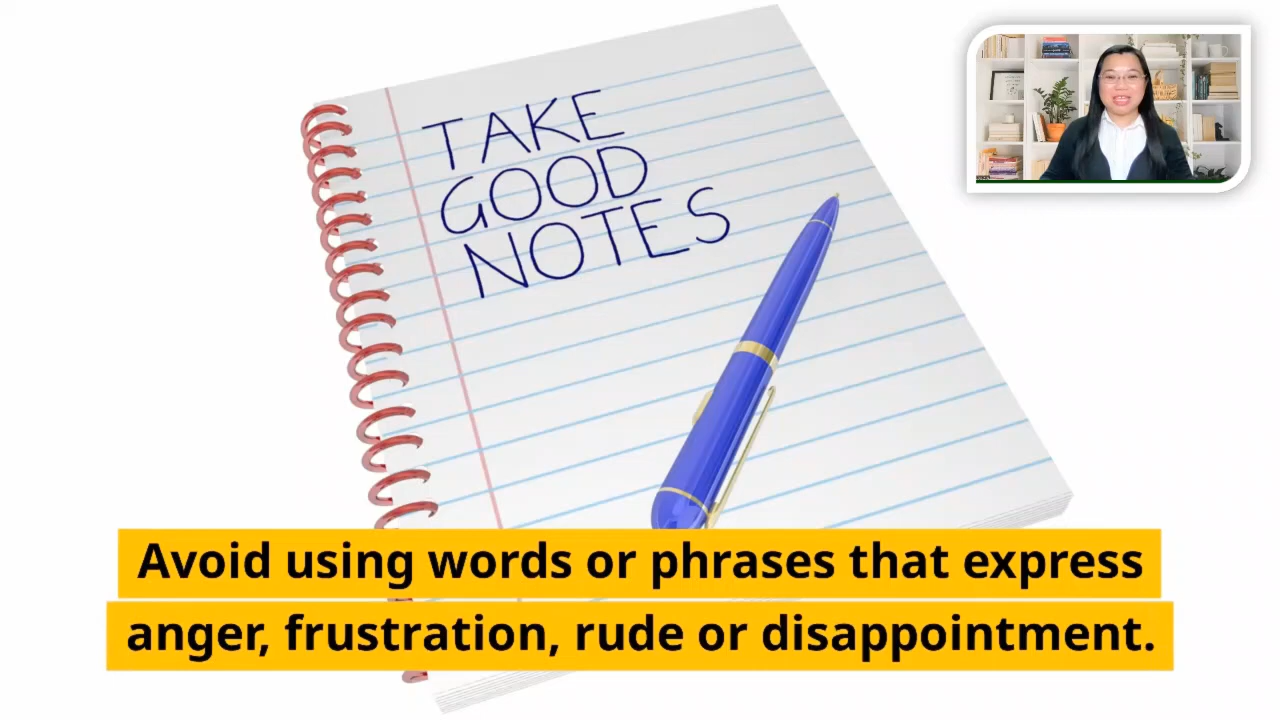 TAKE
GOOD
NOTES
Avoid using words or phrases that express
anger, frustration, rude or disappointment.